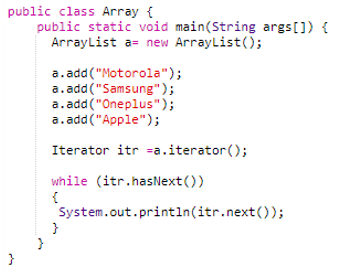 public class Array {
public static void main(String args[]) {
ArrayList a= new ArrayList();
a.add("Motorola");
a.add("Samsung");
a.add("Oneplus");
a.add("Apple");
Iterator itr =a.iterator();
while (itr.hasNext())
{
System.out.println(itr.next());
}
}
}